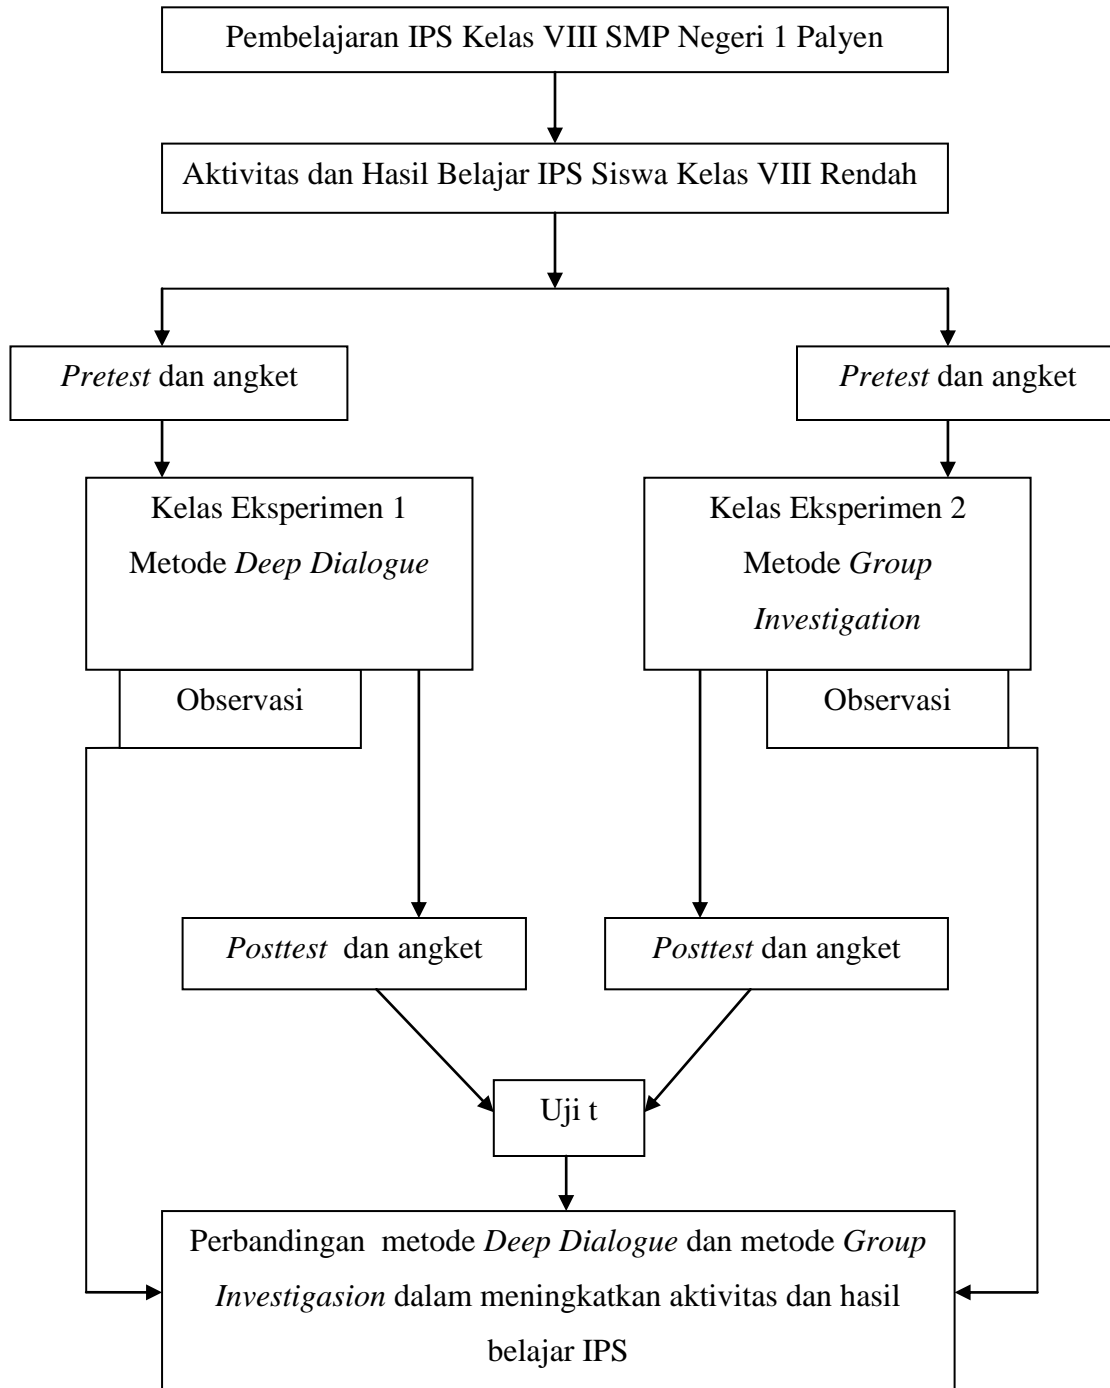 Pembelajaran IPS Kelas VIII SMP Negeri 1 Palyen
Aktivitas dan Hasil Belajar IPS Siswa Kelas VIII Rendah
Pretest dan angket
Pretest dan angket
Kelas Eksperimen 1
Metode Deep Dialogue
Kelas Eksperimen 2
Metode Group
Investigation
Observasi
Observasi
Posttest dan angket
Posttest dan angket
Uji t
Perbandingan metode Deep Dialogue dan metode Group
Investigasion dalam meningkatkan aktivitas dan hasil
belajar IPS